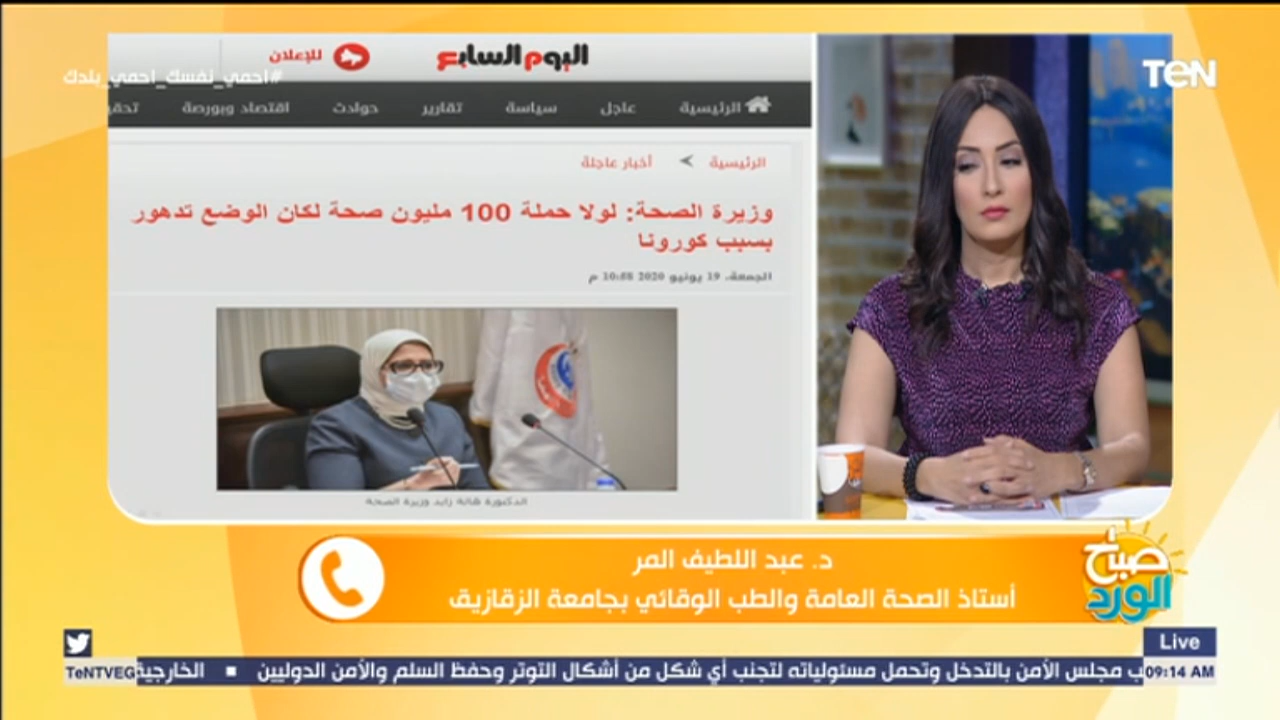 #احمي_نفسك_احمي_بلدك
للإعلان
اليوم السابع
TeN
الرئيسية عاجل سياسة تقارير حوادث اقتصاد وبورصة تحقي
الرئيسية أخبار عاجلة
وزيرة الصحة: لولا حملة 100 مليون صحة لكان الوضع تدهور
بسبب كورونا
الجمعة، 19 يونيو 2020 10:58 م
الدكتورة هالة زايد وزيرة الصحة
د. عبد اللطيف المر
أستاذ الصحة العامة والطب الوقائي بجامعة الزقازيق
صباح الورد
Live
09:14 AM
TeNTVEG
ب مجلس الأمن بالتدخل وتحمل مسئولياته لتجنب أي شكل من أشكال التوتر وحفظ السلم والأمن الدوليين ■ الخارجية